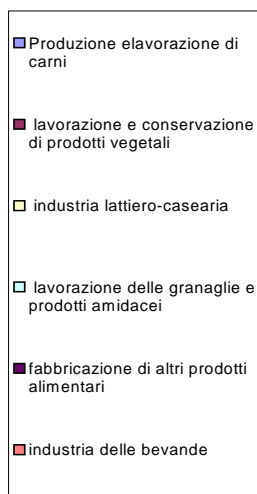 Produzione elavorazione di
carni
lavorazione e conservazione
di prodotti vegetali
industria lattiero-casearia
lavorazione delle granaglie e
prodotti amidacei
fabbricazione di altri prodotti
alimentari
industria delle bevande